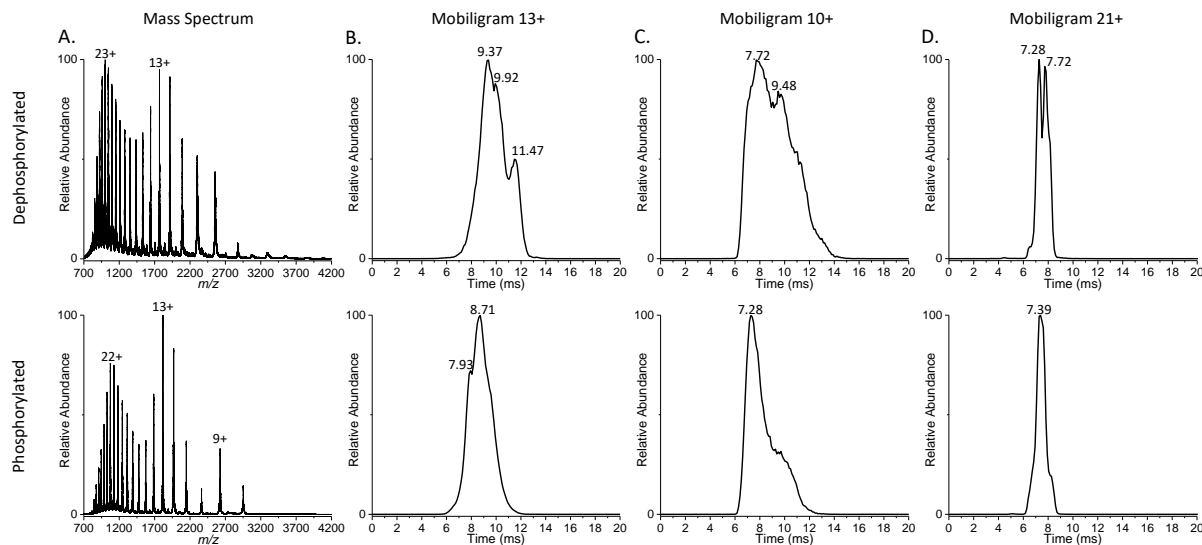 Mass Spectrum
Mobiligram 13+
Mobiligram 10+
Mobiligram 21+
Dephosphorylated
A.
100
23+
13+
Relative Abundance
0
700 1200 1700 2200 2700 3200 3700 4200
m/z
B.
100
9.37
9.92
11.47
Relative Abundance
0
0 2 4 6 8 10 12 14 16 18 20
Time (ms)
C.
100
7.72
9.48
Relative Abundance
0
0 2 4 6 8 10 12 14 16 18 20
Time (ms)
D.
100
7.28
7.72
Relative Abundance
0
0 2 4 6 8 10 12 14 16 18 20
Time (ms)
Phosphorylated
100
22+
13+
9+
Relative Abundance
0
700 1200 1700 2200 2700 3200 3700 4200
m/z
100
8.71
7.93
Relative Abundance
0
0 2 4 6 8 10 12 14 16 18 20
Time (ms)
100
7.28
Relative Abundance
0
0 2 4 6 8 10 12 14 16 18 20
Time (ms)
100
7.39
Relative Abundance
0
0 2 4 6 8 10 12 14 16 18 20
Time (ms)